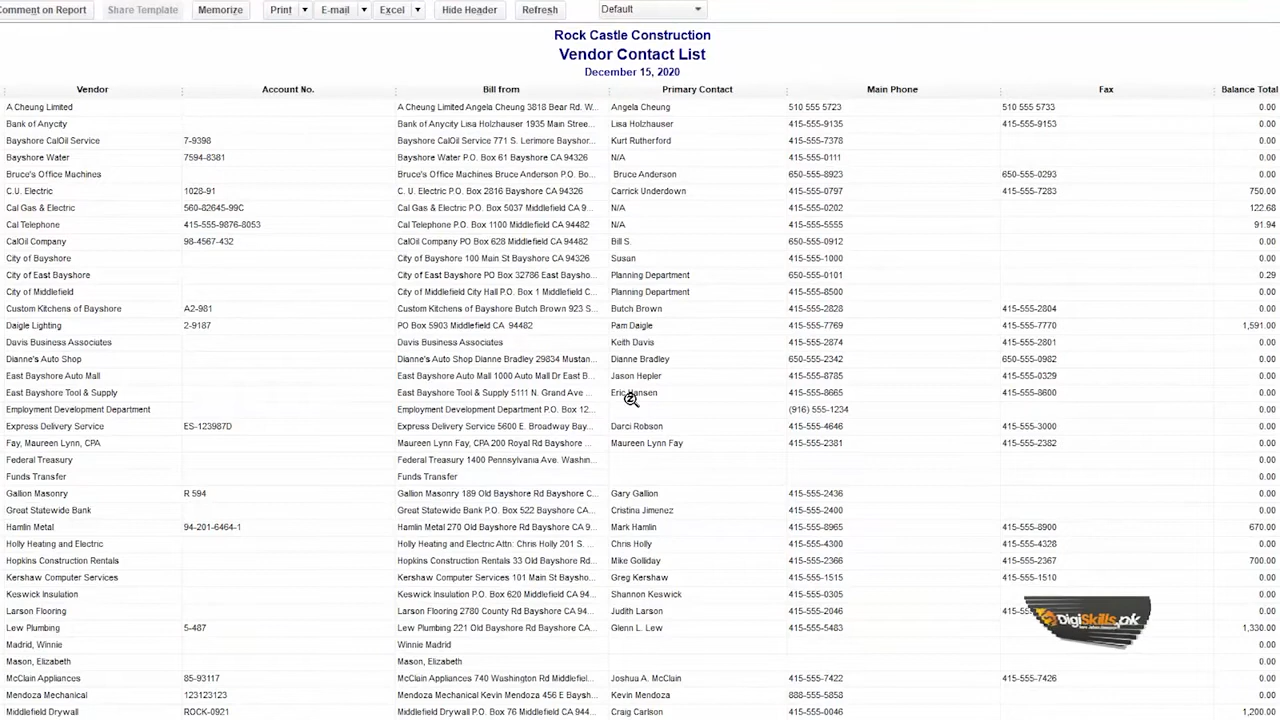 Comment on Report Share Template Memorize Print E-mail Excel Hide Header Refresh Default
Rock Castle Construction
Vendor Contact List
December 15, 2020
Vendor Account No. Bill from Primary Contact Main Phone Fax Balance Total
A Cheung Limited A Cheung Limited Angela Cheung 3818 Bear Rd. W... Angela Cheung 510 555 5723 510 555 5733 0.00
Bank of Anycity Bank of Anycity Lisa Holzhauser 1935 Main Stree... Lisa Holzhauser 415-555-9135 415-555-9153 0.00
Bayshore CalOil Service 7-9398 Bayshore CalOil Service 771 S. Lerimore Bayshor... Kurt Rutherford 415-555-7378 0.00
Bayshore Water 7594-8381 Bayshore Water P.O. Box 61 Bayshore CA 94326 N/A 415-555-0111 0.00
Bruce's Office Machines Bruce's Office Machines Bruce Anderson P.O. Bo... Bruce Anderson 650-555-8923 650-555-0293 0.00
C.U. Electric 1028-91 C. U. Electric P.O. Box 2816 Bayshore CA 94326 Carrick Underdown 415-555-0797 415-555-7283 750.00
Cal Gas & Electric 560-82645-99C Cal Gas & Electric P.O. Box 5037 Middlefield CA 9... N/A 415-555-0202 122.68
Cal Telephone 415-555-9876-8053 Cal Telephone P.O. Box 1100 Middlefield CA 94482 N/A 415-555-5555 91.94
CalOil Company 98-4567-432 CalOil Company PO Box 628 Middlefield CA 94482 Bill S. 650-555-0912 0.00
City of Bayshore City of Bayshore 100 Main St Bayshore CA 94326 Susan 415-555-1000 0.00
City of East Bayshore City of East Bayshore PO Box 32786 East Baysho... Planning Department 650-555-0101 0.29
City of Middlefield City of Middlefield City Hall P.O. Box 1 Middlefield C... Planning Department 415-555-8500 0.00
Custom Kitchens of Bayshore A2-981 Custom Kitchens of Bayshore Butch Brown 923 S... Butch Brown 415-555-2828 415-555-2804 0.00
Daigle Lighting 2-9187 PO Box 5903 Middlefield CA 94482 Pam Daigle 415-555-7769 415-555-7770 1,591.00
Davis Business Associates Davis Business Associates Keith Davis 415-555-2874 415-555-2801 0.00
Dianne's Auto Shop Dianne's Auto Shop Dianne Bradley 29834 Mustan... Dianne Bradley 650-555-2342 650-555-0982 0.00
East Bayshore Auto Mall East Bayshore Auto Mall 1000 Auto Mall Dr East B... Jason Hepler 415-555-8785 415-555-0329 0.00
East Bayshore Tool & Supply East Bayshore Tool & Supply 5111 N. Grand Ave ... Eric Hansen 415-555-8665 415-555-8600 0.00
Employment Development Department Employment Development Department P.O. Box 12... (916) 555-1234 0.00
Express Delivery Service ES-123987D Express Delivery Service 5600 E. Broadway Bay... Darci Robson 415-555-4646 415-555-3000 0.00
Fay, Maureen Lynn, CPA Fay, Maureen Lynn, CPA 200 Royal Rd Bayshore ... Maureen Lynn Fay 415-555-2381 415-555-2382 0.00
Federal Treasury Federal Treasury 1400 Pennsylvania Ave. Washin... 0.00
Funds Transfer Funds Transfer 0.00
Gallion Masonry R 594 Gallion Masonry 189 Old Bayshore Rd Bayshore C... Gary Gallion 415-555-2436 0.00
Great Statewide Bank Great Statewide Bank P.O. Box 522 Bayshore CA... Cristina Jimenez 415-555-2400 0.00
Hamlin Metal 94-201-6464-1 Hamlin Metal 270 Old Bayshore Rd Bayshore CA 9... Mark Hamlin 415-555-8965 415-555-8900 670.00
Holly Heating and Electric Holly Heating and Electric Attn: Chris Holly 201 S. ... Chris Holly 415-555-4300 415-555-4328 0.00
Hopkins Construction Rentals Hopkins Construction Rentals 33 Old Bayshore Rd... Mike Golliday 415-555-2366 415-555-2367 700.00
Kershaw Computer Services Kershaw Computer Services 101 Main St Baysho... Greg Kershaw 415-555-1515 415-555-1510 0.00
Keswick Insulation Keswick Insulation P.O. Box 620 Middlefield CA 94... Shannon Keswick 415-555-0305 0.00
Larson Flooring Larson Flooring 2780 County Rd Bayshore CA 94... Judith Larson 415-555-2046 0.00
DigiSkills.pk
Lew Plumbing 5-487 Lew Plumbing 221 Old Bayshore Rd Bayshore CA... Glenn L. Lew 415-555-5483 1,330.00
Madrid, Winnie Winnie Madrid 0.00
Mason, Elizabeth Mason, Elizabeth 0.00
McClain Appliances 85-93117 McClain Appliances 740 Washington Rd Middlefiel... Joshua A. McClain 415-555-7422 415-555-7426 0.00
Mendoza Mechanical 123123123 Mendoza Mechanical Kevin Mendoza 456 E Baysh... Kevin Mendoza 888-555-5858 0.00
Middlefield Drywall ROCK-0921 Middlefield Drywall P.O. Box 76 Middlefield CA 944... Craig Carlson 415-555-0046 1,200.00